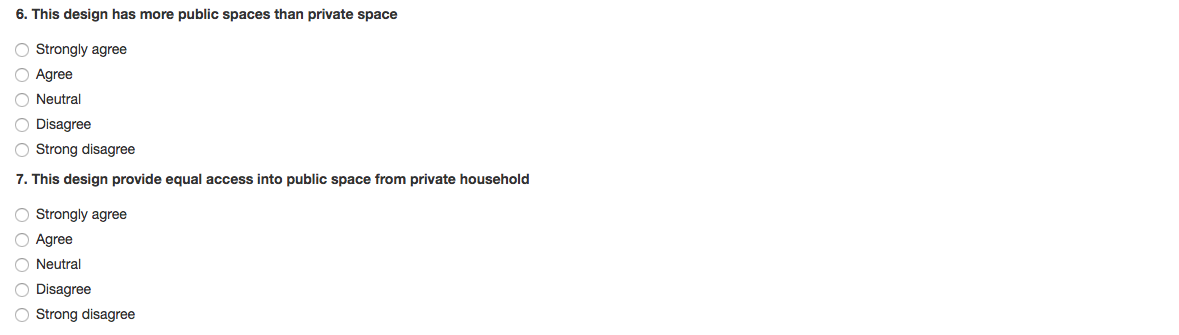 6. This design has more public spaces than private space
Strongly agree
Agree
Neutral
Disagree
Strong disagree
7. This design provide equal access into public space from private household
Strongly agree
Agree
Neutral
Disagree
Strong disagree